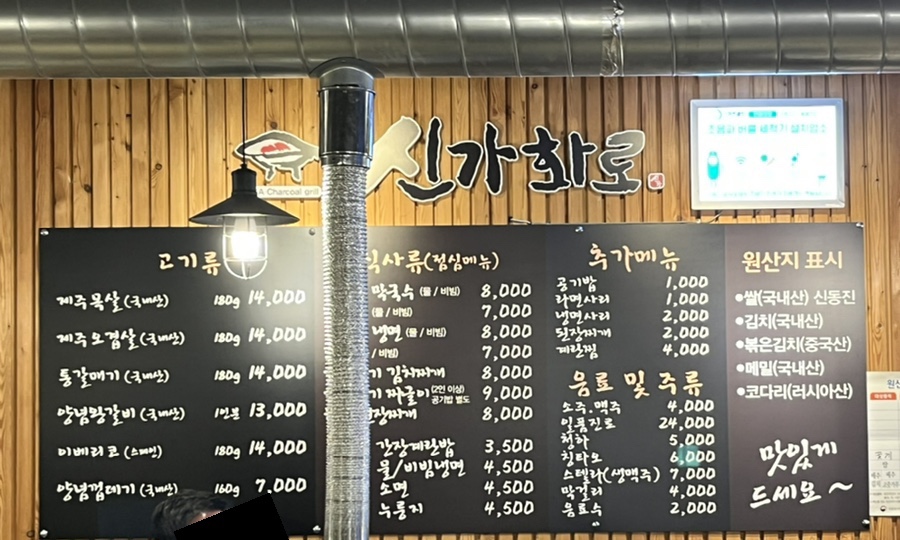 신가화로
A Charcoal grill
고기류
제주목살(국내산) 180g 14,000
제주오겹살(국내산) 180g 14,000
통갈매기(국내산) 180g 14,000
양념왕갈비(국내산) 1인분 13,000
이베리코(스페인) 180g 14,000
양념껍데기(국내산) 160g 7,000
식사류(점심메뉴)
막국수(물/비빔) 8,000
(물/비빔) 7,000
냉면(물/비빔) 8,000
/비빔) 7,000
기 김치찌개 8,000
기 짜글이(2인 이상) 공기밥 별도 9,000
된장찌개 8,000
간장계란밥 3,500
물/비빔냉면 4,500
소면 4,500
누룽지 4,500
추가메뉴
공기밥 1,000
라면사리 1,000
냉면사리 2,000
된장찌개 2,000
계란찜 4,000
음료 및 주류
소주.맥주 4,000
일품진로 24,000
청하 5,000
칭타오 6,000
스텔라(생맥주) 7,000
막걸리 4,000
음료수 2,000
원산지 표시
•쌀(국내산) 신동진
•김치(국내산)
•볶은김치(중국산)
•메밀(국내산)
•코다리(러시아산)
맛있게
드세요~